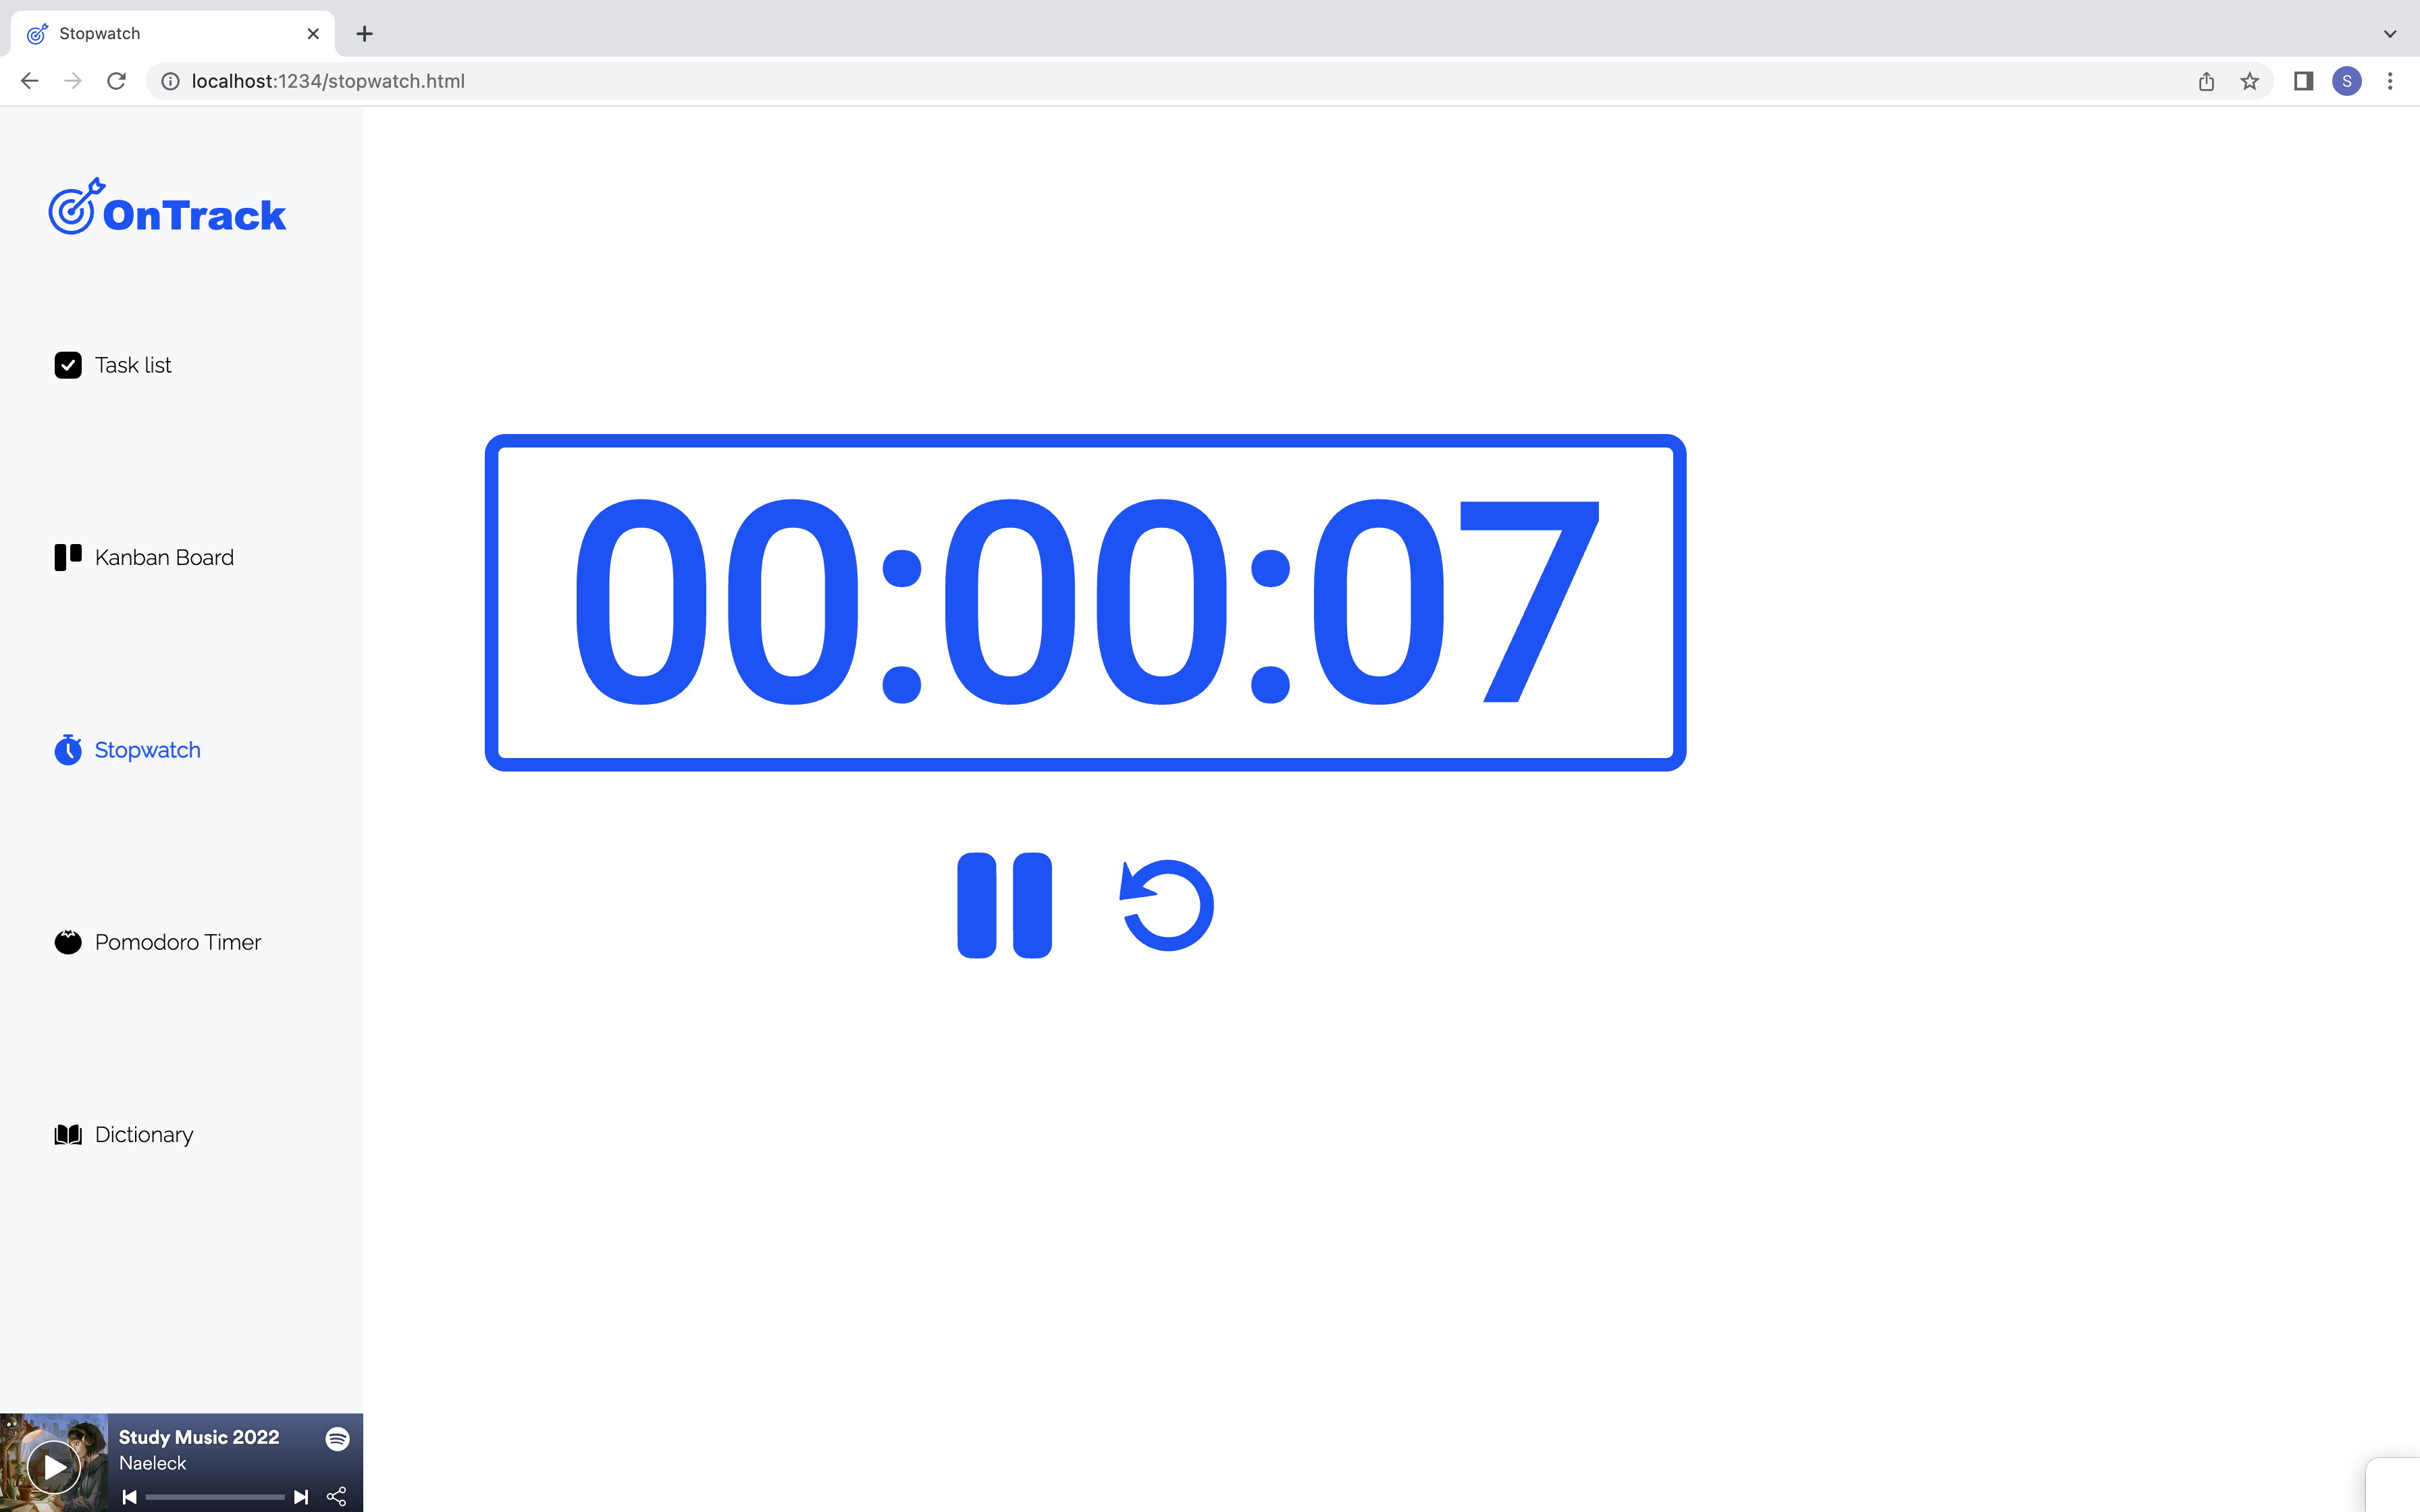 Stopwatch
localhost:1234/stopwatch.html
S
OnTrack
Task list
Kanban Board
Stopwatch
Pomodoro Timer
Dictionary
00:00:07
Study Music 2022
Naeleck